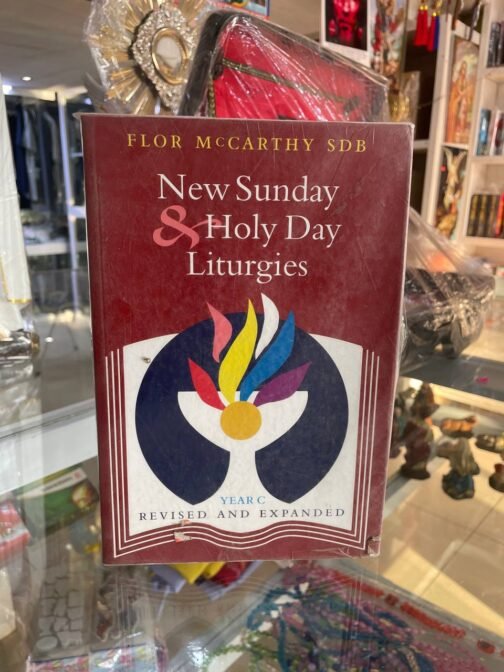 FLOR McCARTHY SDB
New Sunday
& Holy Day
Liturgies
YEAR C
REVISED AND EXPANDED